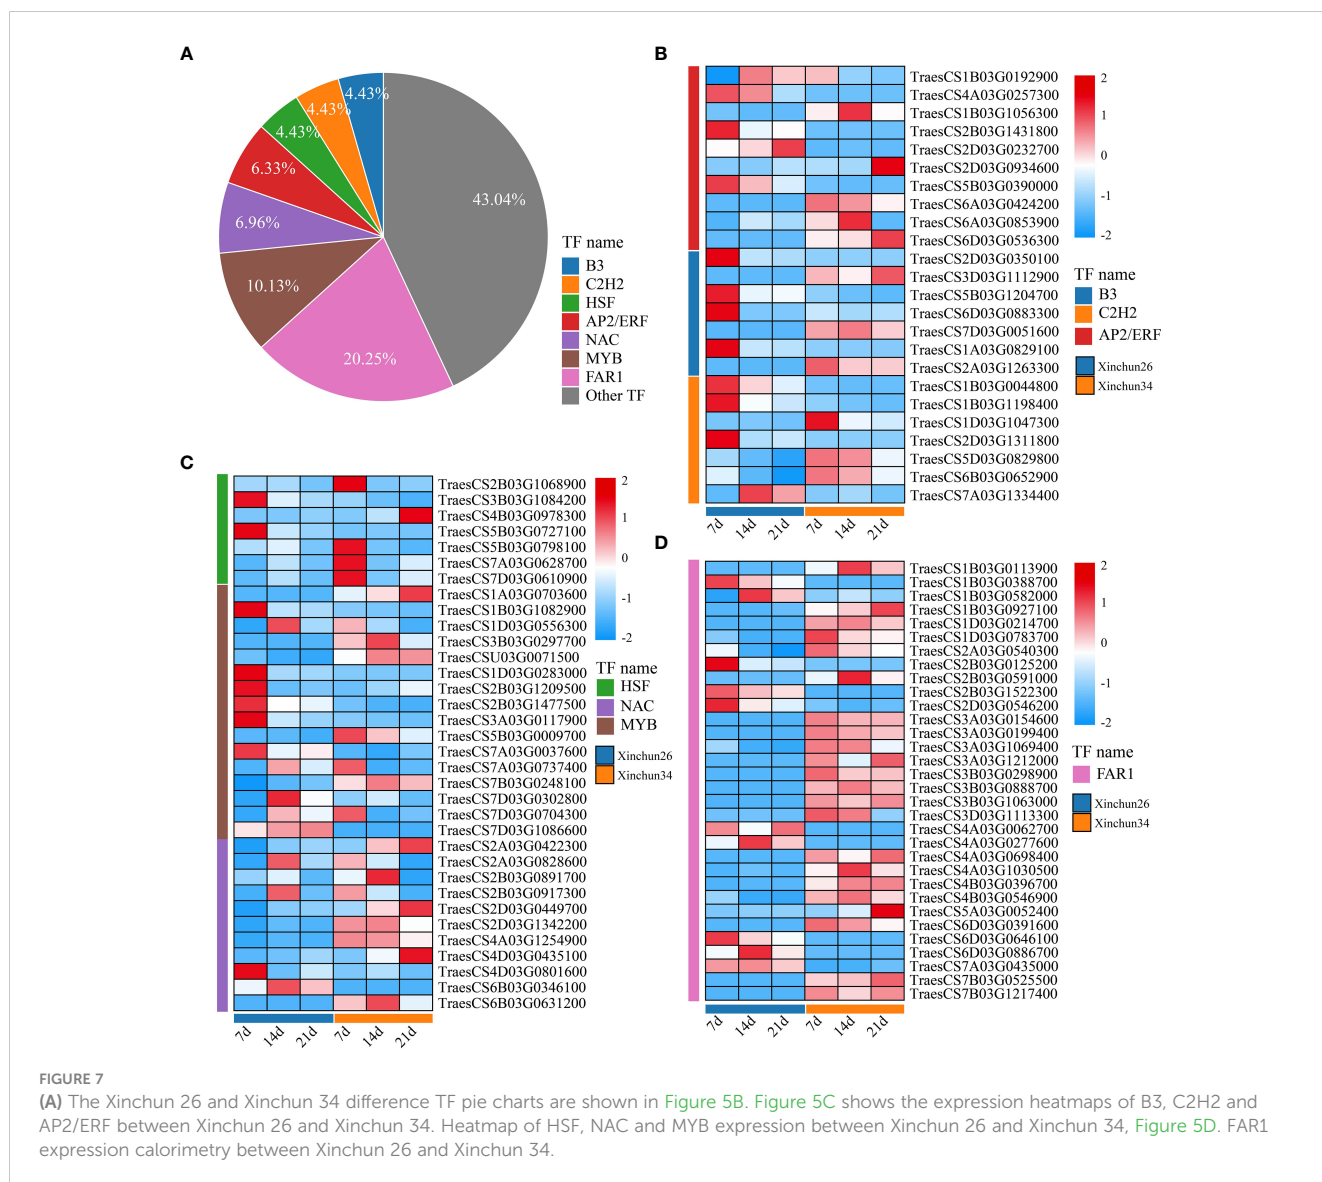 A
4.43%
4.43%
4.43%
6.33%
6.96%
10.13%
20.25%
43.04%
TF name
B3
C2H2
HSF
AP2/ERF
NAC
MYB
FAR1
Other TF
B
TraesCS1B03G0192900
TraesCS4A03G0257300
TraesCS1B03G1056300
TraesCS2B03G1431800
TraesCS2D03G0232700
TraesCS2D03G0934600
TraesCS5B03G0390000
TraesCS6A03G0424200
TraesCS6A03G0853900
TraesCS6D03G0536300
TraesCS2D03G0350100
TraesCS3D03G1112900
TraesCS5B03G1204700
TraesCS6D03G0883300
TraesCS7D03G0051600
TraesCS1A03G0829100
TraesCS2A03G1263300
TraesCS1B03G0044800
TraesCS1B03G1198400
TraesCS1D03G1047300
TraesCS2D03G1311800
TraesCS5D03G0829800
TraesCS6B03G0652900
TraesCS7A03G1334400
7d 14d 21d 7d 14d 21d
2
1
0
-1
-2
TF name
B3
C2H2
AP2/ERF
Xinchun26
Xinchun34
C
TraesCS2B03G1068900
TraesCS3B03G1084200
TraesCS4B03G0978300
TraesCS5B03G0727100
TraesCS5B03G0798100
TraesCS7A03G0628700
TraesCS7D03G0610900
TraesCS1A03G0703600
TraesCS1B03G1082900
TraesCS1D03G0556300
TraesCS3B03G0297700
TraesCSU03G0071500
TraesCS1D03G0283000
TraesCS2B03G1209500
TraesCS2B03G1477500
TraesCS3A03G0117900
TraesCS5B03G0009700
TraesCS7A03G0037600
TraesCS7A03G0737400
TraesCS7B03G0248100
TraesCS7D03G0302800
TraesCS7D03G0704300
TraesCS7D03G1086600
TraesCS2A03G0422300
TraesCS2A03G0828600
TraesCS2B03G0891700
TraesCS2B03G0917300
TraesCS2D03G0449700
TraesCS2D03G1342200
TraesCS4A03G1254900
TraesCS4D03G0435100
TraesCS4D03G0801600
TraesCS6B03G0346100
TraesCS6B03G0631200
7d 14d 21d 7d 14d 21d
2
1
0
-1
-2
TF name
HSF
NAC
MYB
Xinchun26
Xinchun34
D
TraesCS1B03G0113900
TraesCS1B03G0388700
TraesCS1B03G0582000
TraesCS1B03G0927100
TraesCS1D03G0214700
TraesCS1D03G0783700
TraesCS2A03G0540300
TraesCS2B03G0125200
TraesCS2B03G0591000
TraesCS2B03G1522300
TraesCS2D03G0546200
TraesCS3A03G0154600
TraesCS3A03G0199400
TraesCS3A03G1069400
TraesCS3A03G1212000
TraesCS3B03G0298900
TraesCS3B03G0888700
TraesCS3B03G1063000
TraesCS3D03G1113300
TraesCS4A03G0062700
TraesCS4A03G0277600
TraesCS4A03G0698400
TraesCS4A03G1030500
TraesCS4B03G0396700
TraesCS4B03G0546900
TraesCS5A03G0052400
TraesCS6D03G0391600
TraesCS6D03G0646100
TraesCS6D03G0886700
TraesCS7A03G0435000
TraesCS7B03G0525500
TraesCS7B03G1217400
7d 14d 21d 7d 14d 21d
2
1
0
-1
-2
TF name
FAR1
Xinchun26
Xinchun34
FIGURE 7
(A) The Xinchun 26 and Xinchun 34 difference TF pie charts are shown in Figure 5B. Figure 5C shows the expression heatmaps of B3, C2H2 and
AP2/ERF between Xinchun 26 and Xinchun 34. Heatmap of HSF, NAC and MYB expression between Xinchun 26 and Xinchun 34, Figure 5D. FAR1
expression calorimetry between Xinchun 26 and Xinchun 34.